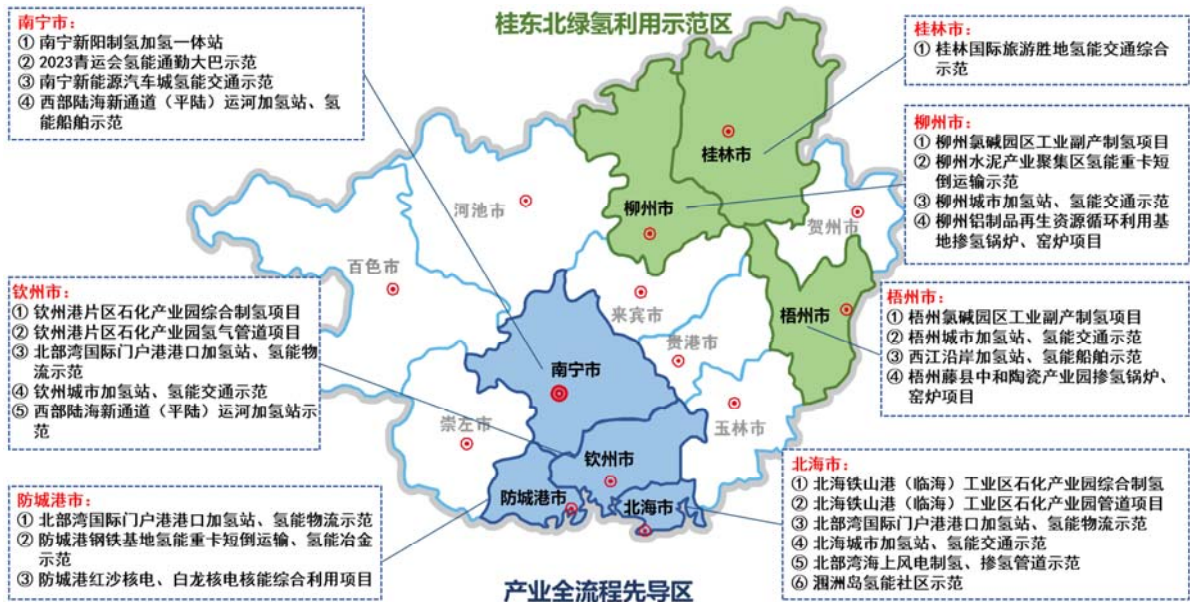 南宁市：
① 南宁新阳制氢加氢一体站
② 2023青运会氢能通勤大巴示范
③ 南宁新能源汽车城氢能交通示范
④ 西部陆海新通道（平陆）运河加氢站、氢
能船舶示范
桂东北绿氢利用示范区
桂林市：
① 桂林国际旅游胜地氢能交通综合
示范
柳州市：
① 柳州氯碱园区工业副产制氢项目
② 柳州水泥产业聚集区氢能重卡短
倒运输示范
③ 柳州城市加氢站、氢能交通示范
④ 柳州铝制品再生资源循环利用基
地掺氢锅炉、窑炉项目
桂林市
柳州市
河池市
贺州市
百色市
来宾市
梧州市
贵港市
南宁市
崇左市
玉林市
钦州市
防城港市
北海市
钦州市：
① 钦州港片区石化产业园综合制氢项目
② 钦州港片区石化产业园氢气管道项目
③ 北部湾国际门户港港口加氢站、氢能物
流示范
④ 钦州城市加氢站、氢能交通示范
⑤ 西部陆海新通道（平陆）运河加氢站示
范
梧州市：
① 梧州氯碱园区工业副产制氢项目
② 梧州城市加氢站、氢能交通示范
③ 西江沿岸加氢站、氢能船舶示范
④ 梧州藤县中和陶瓷产业园掺氢锅炉、
窑炉项目
防城港市：
① 北部湾国际门户港港口加氢站、氢能物流示范
② 防城港钢铁基地氢能重卡短倒运输、氢能冶金
示范
③ 防城港红沙核电、白龙核电核能综合利用项目
北海市：
① 北海铁山港（临海）工业区石化产业园综合制氢
② 北海铁山港（临海）工业区石化产业园管道项目
③ 北部湾国际门户港港口加氢站、氢能物流示范
④ 北海城市加氢站、氢能交通示范
⑤ 北部湾海上风电制氢、掺氢管道示范
⑥ 涠洲岛氢能社区示范
产业全流程先导区